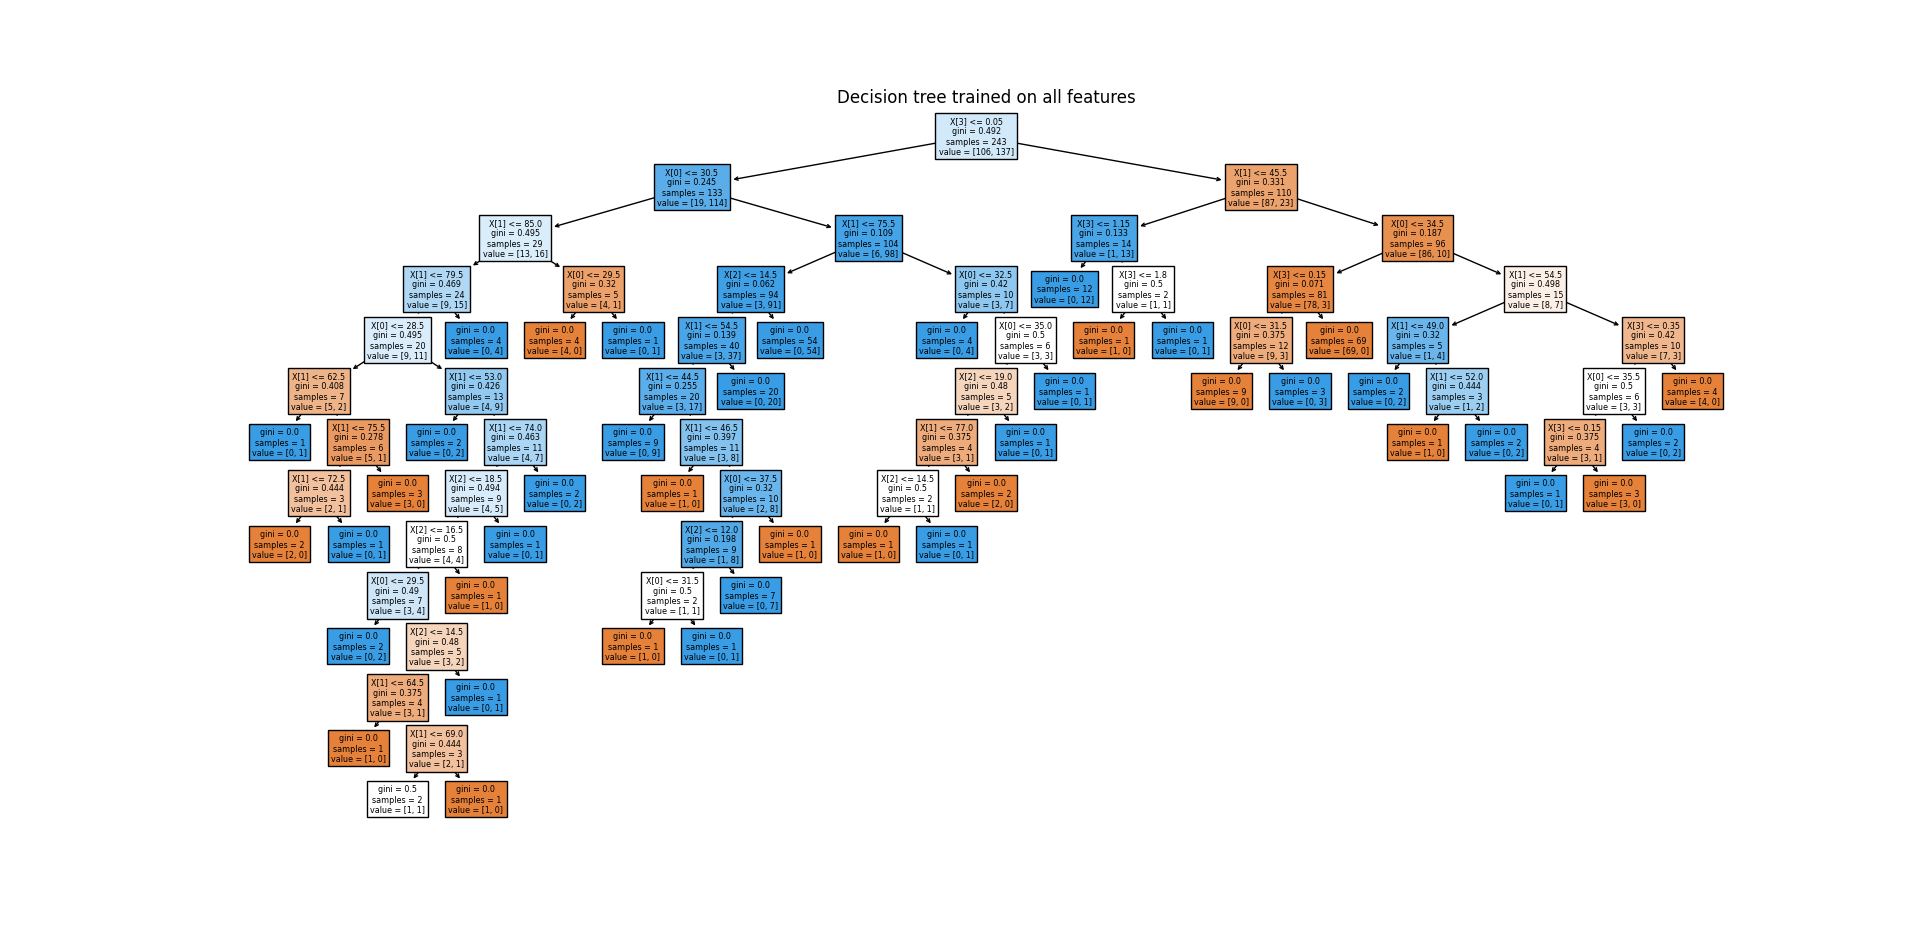 Decision tree trained on all features
X[3] <= 0.05
gini = 0.492
samples = 243
value = [106, 137]
X[0] <= 30.5
gini = 0.245
samples = 133
value = [19, 114]
X[1] <= 45.5
gini = 0.331
samples = 110
value = [87, 23]
X[1] <= 85.0
gini = 0.495
samples = 29
value = [13, 16]
X[1] <= 75.5
gini = 0.109
samples = 104
value = [6, 98]
X[3] <= 1.15
gini = 0.133
samples = 14
value = [1, 13]
X[0] <= 34.5
gini = 0.187
samples = 96
value = [86, 10]
X[1] <= 79.5
gini = 0.469
samples = 24
value = [9, 15]
X[0] <= 29.5
gini = 0.32
samples = 5
value = [4, 1]
X[2] <= 14.5
gini = 0.062
samples = 94
value = [3, 91]
X[0] <= 32.5
gini = 0.42
samples = 10
value = [3, 7]
gini = 0.0
samples = 12
value = [0, 12]
X[3] <= 1.8
gini = 0.5
samples = 2
value = [1, 1]
X[3] <= 0.15
gini = 0.071
samples = 81
value = [78, 3]
X[1] <= 54.5
gini = 0.498
samples = 15
value = [8, 7]
X[0] <= 28.5
gini = 0.495
samples = 20
value = [9, 11]
gini = 0.0
samples = 4
value = [0, 4]
gini = 0.0
samples = 4
value = [4, 0]
gini = 0.0
samples = 1
value = [0, 1]
X[1] <= 54.5
gini = 0.139
samples = 40
value = [3, 37]
gini = 0.0
samples = 54
value = [0, 54]
gini = 0.0
samples = 4
value = [0, 4]
X[0] <= 35.0
gini = 0.5
samples = 6
value = [3, 3]
gini = 0.0
samples = 1
value = [1, 0]
gini = 0.0
samples = 1
value = [0, 1]
X[0] <= 31.5
gini = 0.375
samples = 12
value = [9, 3]
gini = 0.0
samples = 69
value = [69, 0]
X[1] <= 49.0
gini = 0.32
samples = 5
value = [1, 4]
X[3] <= 0.35
gini = 0.42
samples = 10
value = [7, 3]
X[1] <= 62.5
gini = 0.408
samples = 7
value = [5, 2]
X[1] <= 53.0
gini = 0.426
samples = 13
value = [4, 9]
X[1] <= 44.5
gini = 0.255
samples = 20
value = [3, 17]
gini = 0.0
samples = 20
value = [0, 20]
X[2] <= 19.0
gini = 0.48
samples = 5
value = [3, 2]
gini = 0.0
samples = 1
value = [0, 1]
gini = 0.0
samples = 9
value = [9, 0]
gini = 0.0
samples = 3
value = [0, 3]
gini = 0.0
samples = 2
value = [0, 2]
X[1] <= 52.0
gini = 0.444
samples = 3
value = [1, 2]
X[0] <= 35.5
gini = 0.5
samples = 6
value = [3, 3]
gini = 0.0
samples = 4
value = [4, 0]
gini = 0.0
samples = 1
value = [0, 1]
X[1] <= 75.5
gini = 0.278
samples = 6
value = [5, 1]
gini = 0.0
samples = 2
value = [0, 2]
X[1] <= 74.0
gini = 0.463
samples = 11
value = [4, 7]
gini = 0.0
samples = 9
value = [0, 9]
X[1] <= 46.5
gini = 0.397
samples = 11
value = [3, 8]
X[1] <= 77.0
gini = 0.375
samples = 4
value = [3, 1]
gini = 0.0
samples = 1
value = [0, 1]
gini = 0.0
samples = 1
value = [1, 0]
gini = 0.0
samples = 2
value = [0, 2]
X[3] <= 0.15
gini = 0.375
samples = 4
value = [3, 1]
gini = 0.0
samples = 2
value = [0, 2]
X[1] <= 72.5
gini = 0.444
samples = 3
value = [2, 1]
gini = 0.0
samples = 3
value = [3, 0]
X[2] <= 18.5
gini = 0.494
samples = 9
value = [4, 5]
gini = 0.0
samples = 2
value = [0, 2]
gini = 0.0
samples = 1
value = [1, 0]
X[0] <= 37.5
gini = 0.32
samples = 10
value = [2, 8]
X[2] <= 14.5
gini = 0.5
samples = 2
value = [1, 1]
gini = 0.0
samples = 2
value = [2, 0]
gini = 0.0
samples = 1
value = [0, 1]
gini = 0.0
samples = 3
value = [3, 0]
gini = 0.0
samples = 2
value = [2, 0]
gini = 0.0
samples = 1
value = [0, 1]
X[2] <= 16.5
gini = 0.5
samples = 8
value = [4, 4]
gini = 0.0
samples = 1
value = [0, 1]
X[2] <= 12.0
gini = 0.198
samples = 9
value = [1, 8]
gini = 0.0
samples = 1
value = [1, 0]
gini = 0.0
samples = 1
value = [1, 0]
gini = 0.0
samples = 1
value = [0, 1]
X[0] <= 29.5
gini = 0.49
samples = 7
value = [3, 4]
gini = 0.0
samples = 1
value = [1, 0]
X[0] <= 31.5
gini = 0.5
samples = 2
value = [1, 1]
gini = 0.0
samples = 7
value = [0, 7]
gini = 0.0
samples = 2
value = [0, 2]
X[2] <= 14.5
gini = 0.48
samples = 5
value = [3, 2]
gini = 0.0
samples = 1
value = [1, 0]
gini = 0.0
samples = 1
value = [0, 1]
X[1] <= 64.5
gini = 0.375
samples = 4
value = [3, 1]
gini = 0.0
samples = 1
value = [0, 1]
gini = 0.0
samples = 1
value = [1, 0]
X[1] <= 69.0
gini = 0.444
samples = 3
value = [2, 1]
gini = 0.5
samples = 2
value = [1, 1]
gini = 0.0
samples = 1
value = [1, 0]